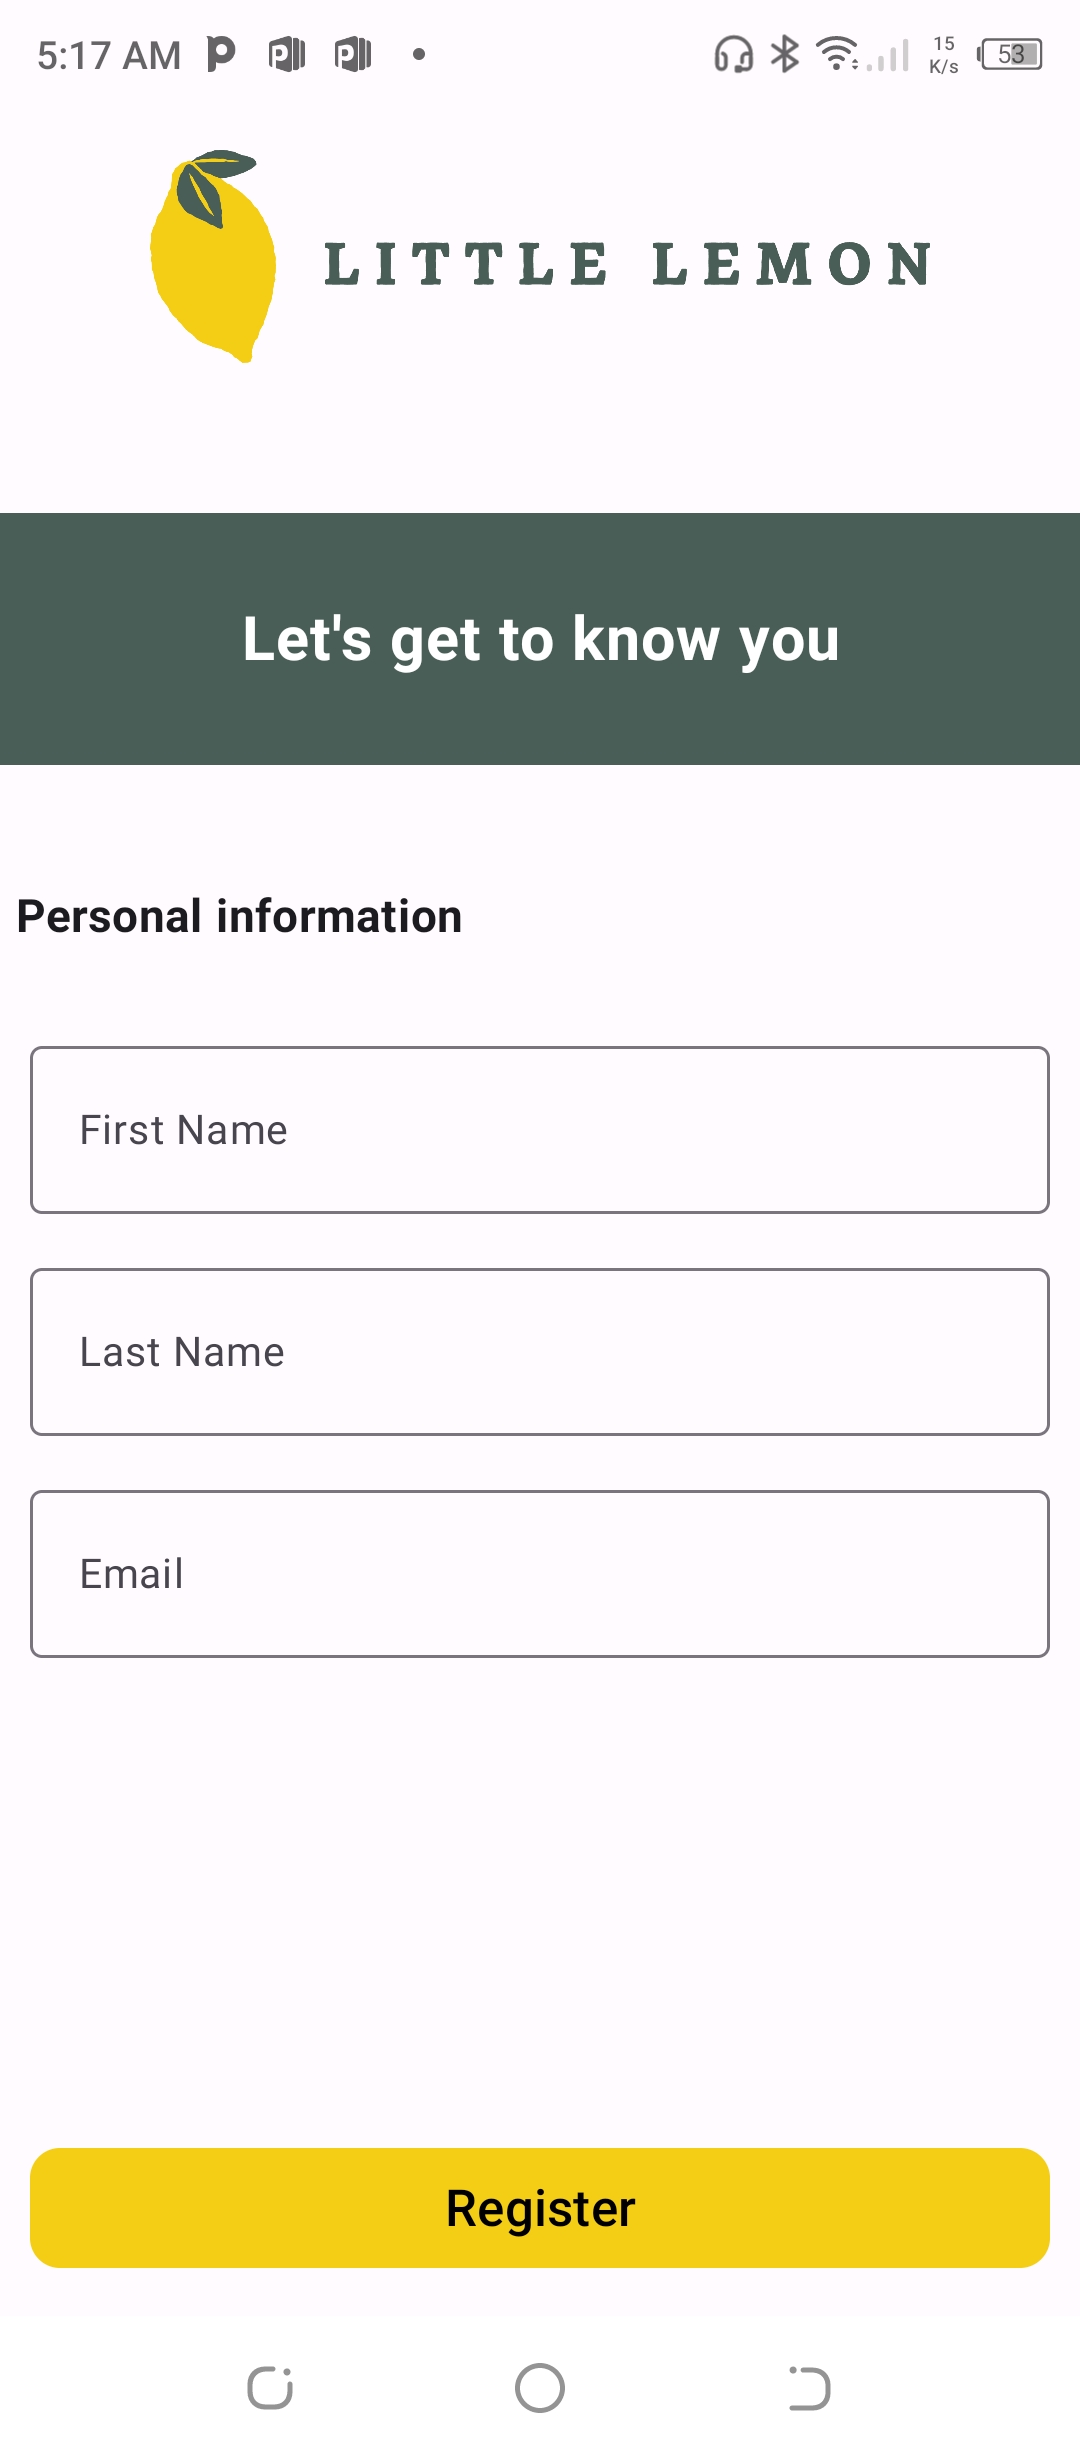 5:17 AM
15
K/s
53
LITTLE LEMON
Let's get to know you
Personal information
First Name
Last Name
Email
Register